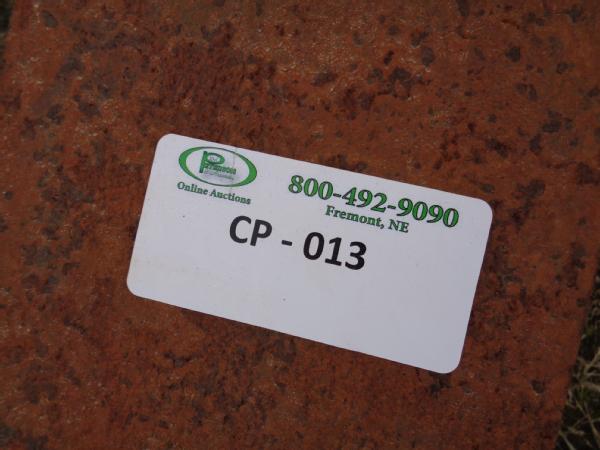 Online Auctions
800-492-9090
Fremont, NE
CP - 013